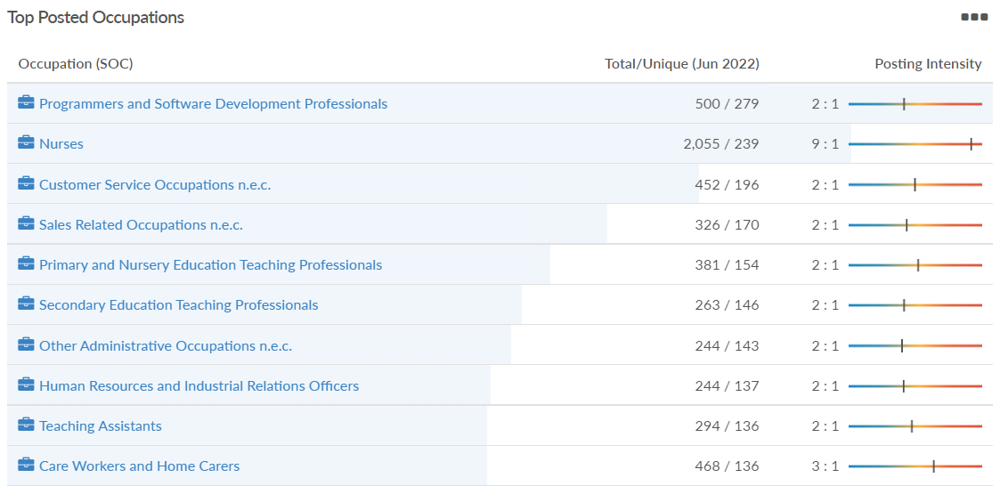 Top Posted Occupations
Occupation (SOC) Total/Unique (Jun 2022) Posting Intensity
Programmers and Software Development Professionals 500 / 279 2 : 1
Nurses 2,055 / 239 9 : 1
Customer Service Occupations n.e.c. 452 / 196 2 : 1
Sales Related Occupations n.e.c. 326 / 170 2 : 1
Primary and Nursery Education Teaching Professionals 381 / 154 2 : 1
Secondary Education Teaching Professionals 263 / 146 2 : 1
Other Administrative Occupations n.e.c. 244 / 143 2 : 1
Human Resources and Industrial Relations Officers 244 / 137 2 : 1
Teaching Assistants 294 / 136 2 : 1
Care Workers and Home Carers 468 / 136 3 : 1